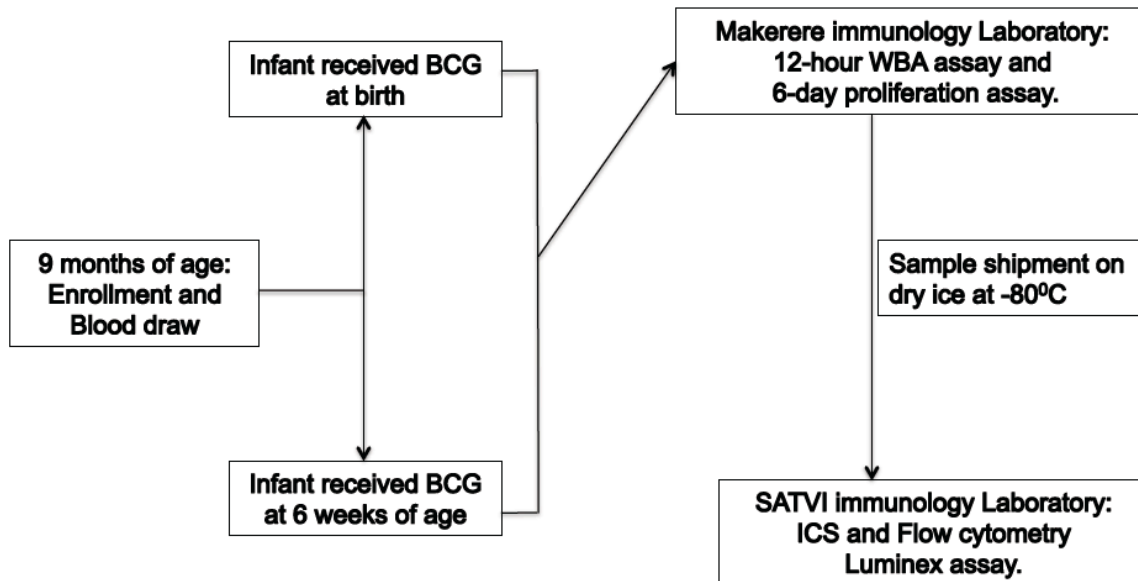 Infant received BCG
at birth
Makerere immunology Laboratory:
12-hour WBA assay and
6-day proliferation assay.
9 months of age:
Enrollment and
Blood draw
Sample shipment on
dry ice at -80⁰C
Infant received BCG
at 6 weeks of age
SATVI immunology Laboratory:
ICS and Flow cytometry
Luminex assay.